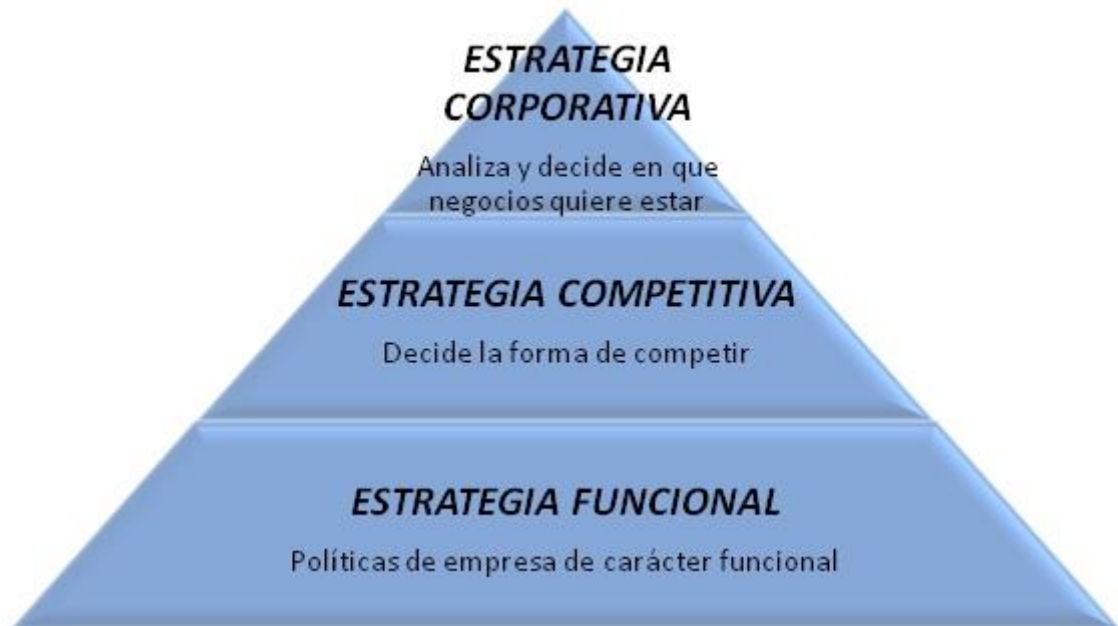 ESTRATEGIA
CORPORATIVA
Analiza y decide en que
negocios quiere estar
ESTRATEGIA COMPETITIVA
Decide la forma de competir
ESTRATEGIA FUNCIONAL
Políticas de empresa de carácter funcional